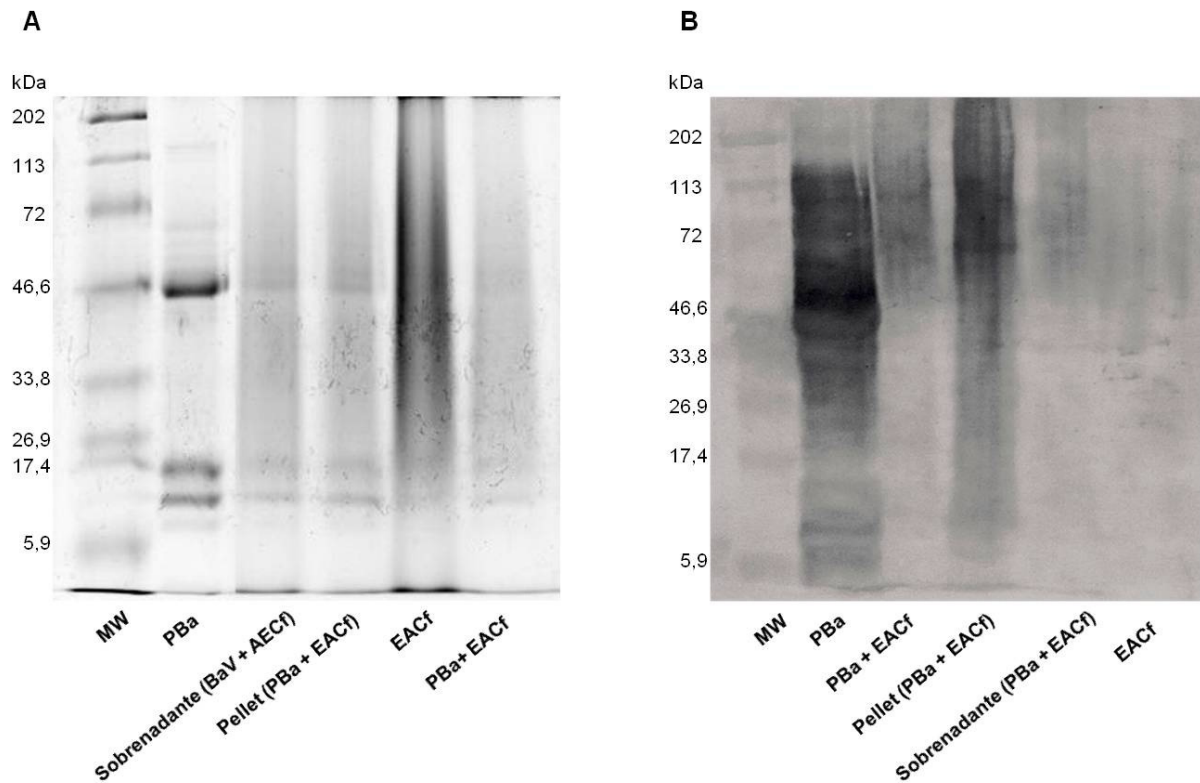 A
kDa
202
113
72
46,6
33,8
26,9
17,4
5,9
MW
PBa
Sobrenadante (BaV + AECf)
Pellet (PBa + EACf)
EACf
PBa+ EACf
B
kDa
202
113
72
46,6
33,8
26,9
17,4
5,9
MW
PBa
PBa + EACf
Pellet (PBa + EACf)
Sobrenadante (PBa + EACf)
EACf